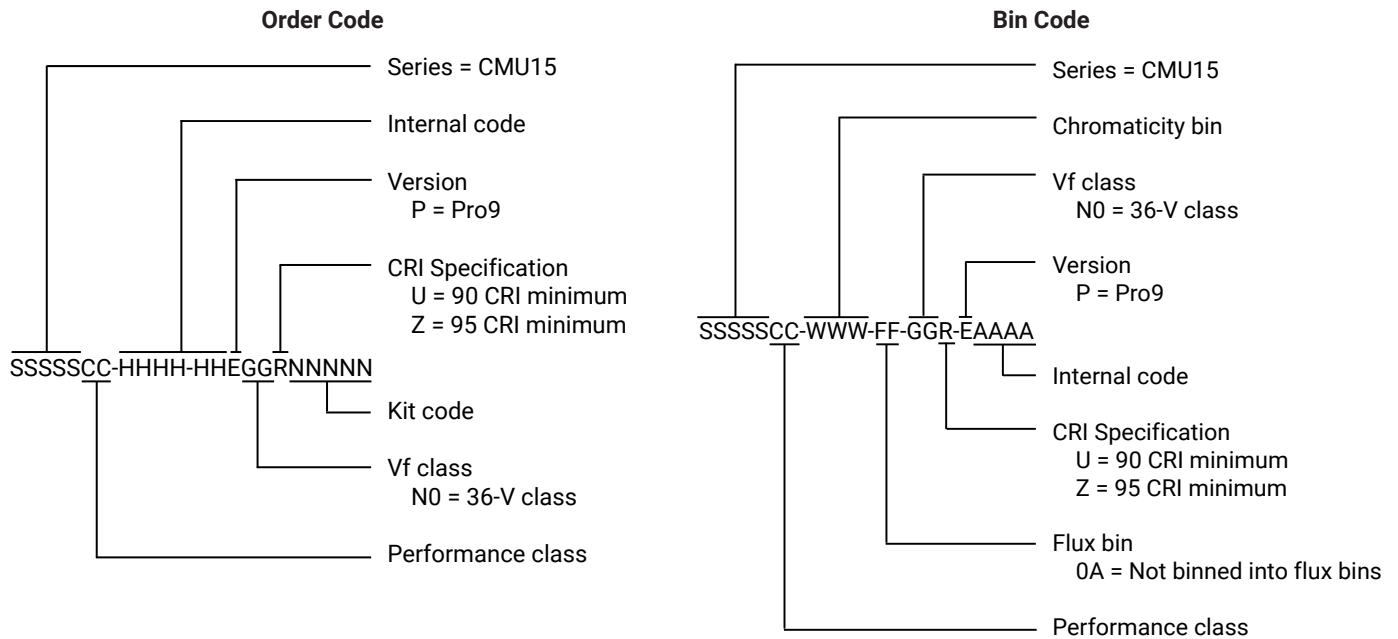 Order Code
Series = CMU15
Internal code
Version
P = Pro9
CRI Specification
U = 90 CRI minimum
Z = 95 CRI minimum
SSSSSCC-HHHH-HHEGGRNNNNN
Kit code
Vf class
N0 = 36-V class
Performance class
Bin Code
Series = CMU15
Chromaticity bin
Vf class
N0 = 36-V class
Version
P = Pro9
SSSSSCC-WWW-FF-GGR-EAAAA
Internal code
CRI Specification
U = 90 CRI minimum
Z = 95 CRI minimum
Flux bin
0A = Not binned into flux bins
Performance class